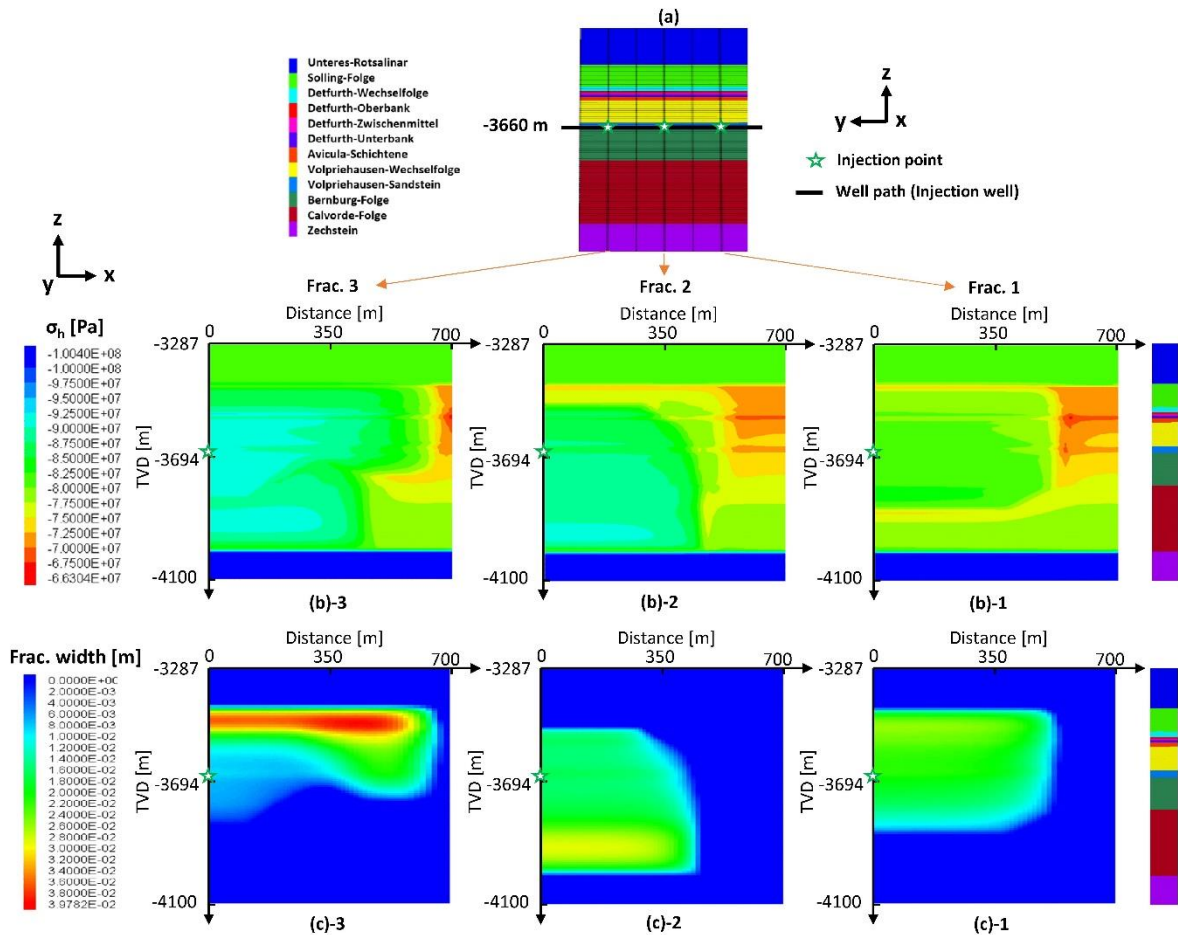 (a)
Unteres-Rotsalinar
Solling-Folge
Detfurth-Wechselfolge
Detfurth-Oberbank
Detfurth-Zwischenmittel
Detfurth-Unterbank
Avicula-Schichtene
Volpriehausen-Wechselfolge
Volpriehausen-Sandstein
Bernburg-Folge
Calvorde-Folge
Zechstein
-3660 m
z
y
x
Injection point
Well path (Injection well)
z
y
x
Frac. 3
Frac. 2
Frac. 1
σh [Pa]
-1.0040E+08
-1.0000E+08
-9.7500E+07
-9.5000E+07
-9.2500E+07
-9.0000E+07
-8.7500E+07
-8.5000E+07
-8.2500E+07
-8.0000E+07
-7.7500E+07
-7.5000E+07
-7.2500E+07
-7.0000E+07
-6.7500E+07
-6.6304E+07
Distance [m]
0 350 700
-3287
TVD [m]
-3694
-4100
(b)-3
Distance [m]
0 350 700
-3287
TVD [m]
-3694
-4100
(b)-2
Distance [m]
0 350 700
-3287
TVD [m]
-3694
-4100
(b)-1
Frac. width [m]
0.0000E+00
2.0000E-03
4.0000E-03
6.0000E-03
8.0000E-03
1.0000E-02
1.2000E-02
1.4000E-02
1.6000E-02
1.8000E-02
2.0000E-02
2.2000E-02
2.4000E-02
2.6000E-02
2.8000E-02
3.0000E-02
3.2000E-02
3.4000E-02
3.6000E-02
3.8000E-02
3.9782E-02
Distance [m]
0 350 700
-3287
TVD [m]
-3694
-4100
(c)-3
Distance [m]
0 350 700
-3287
TVD [m]
-3694
-4100
(c)-2
Distance [m]
0 350 700
-3287
TVD [m]
-3694
-4100
(c)-1